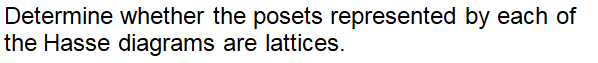 Determine whether the posets represented by each of
the Hasse diagrams are lattices.